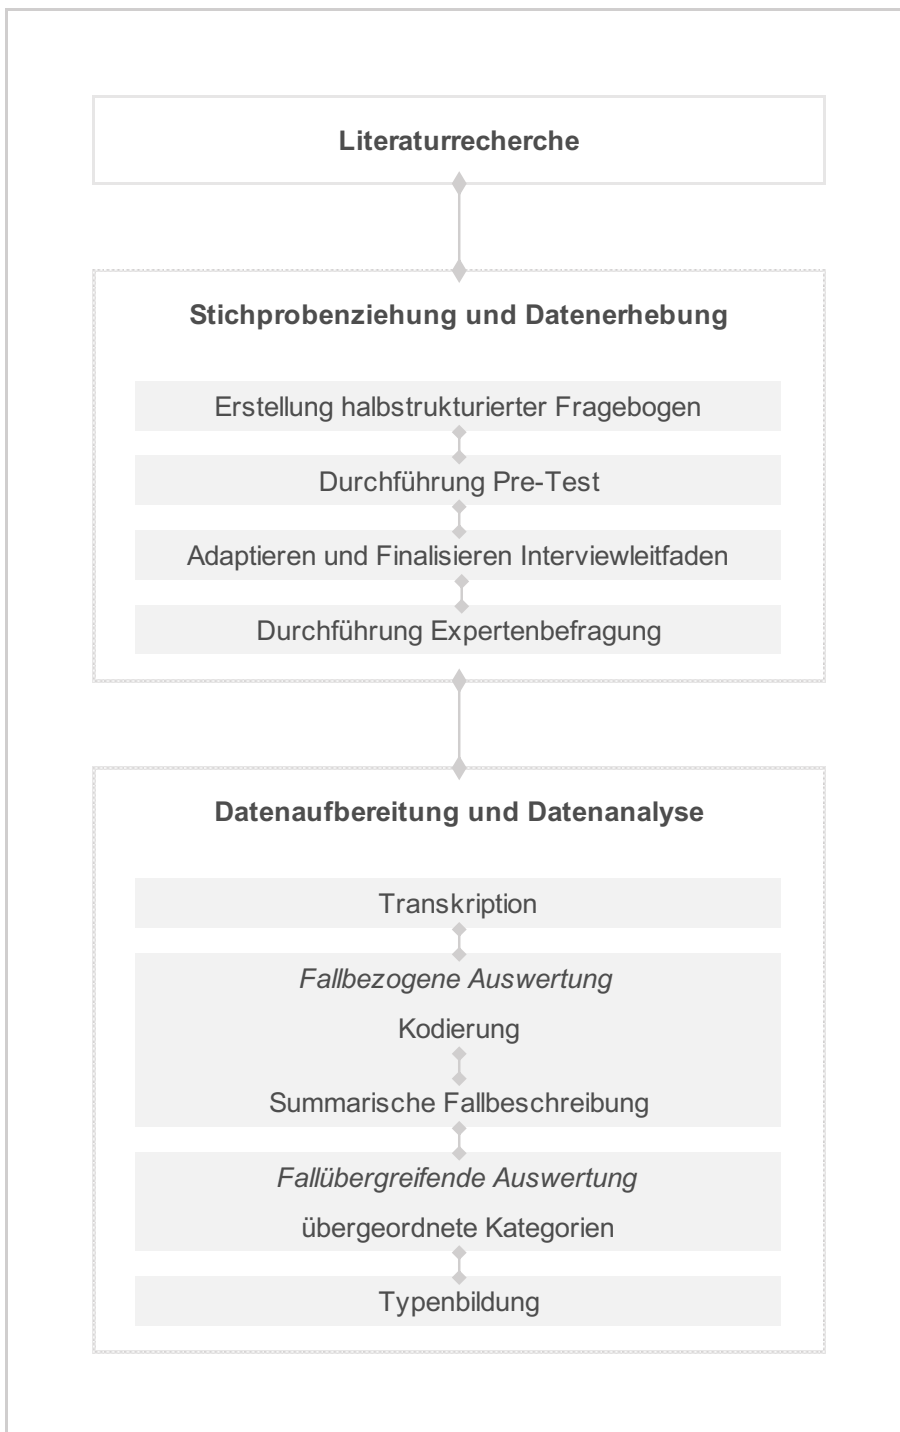 Literaturrecherche
Stichprobenziehung und Datenerhebung
Erstellung halbstrukturierter Fragebogen
Durchführung Pre-Test
Adaptieren und Finalisieren Interviewleitfaden
Durchführung Expertenbefragung
Datenaufbereitung und Datenanalyse
Transkription
Fallbezogene Auswertung
Kodierung
Summarische Fallbeschreibung
Fallübergreifende Auswertung
übergeordnete Kategorien
Typenbildung